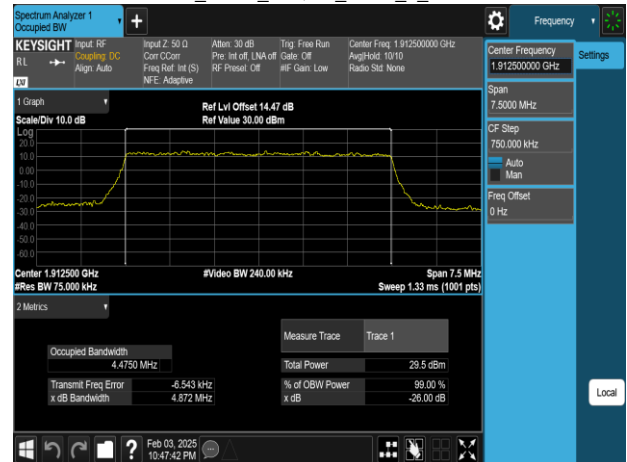 Spectrum Analyzer 1
Occupied BW
Frequency
KEYSIGHT
RL
LXI
Input: RF
Coupling: DC
Align: Auto
Input Z: 50 Ω
Corr CCorr
Freq Ref: Int (S)
NFE: Adaptive
Atten: 30 dB
Pre: Int off, LNA off
RF Presel: Off
Trig: Free Run
Gate: Off
#IF Gain: Low
Center Freq: 1.912500000 GHz
Avg|Hold: 10/10
Radio Std: None
Center Frequency
1.912500000 GHz
Settings
Span
7.5000 MHz
CF Step
750.000 kHz
Auto
Man
Freq Offset
0 Hz
Local
1 Graph
Scale/Div 10.0 dB
Ref Lvl Offset 14.47 dB
Ref Value 30.00 dBm
Log
20.0
10.0
0.00
-10.0
-20.0
-30.0
-40.0
-50.0
-60.0
Center 1.912500 GHz
#Res BW 75.000 kHz
#Video BW 240.00 kHz
Span 7.5 MHz
Sweep 1.33 ms (1001 pts)
2 Metrics
Measure Trace
Trace 1
Occupied Bandwidth
4.4750 MHz
Total Power
29.5 dBm
Transmit Freq Error
-6.543 kHz
% of OBW Power
99.00 %
x dB Bandwidth
4.872 MHz
x dB
-26.00 dB
Feb 03, 2025
10:47:42 PM